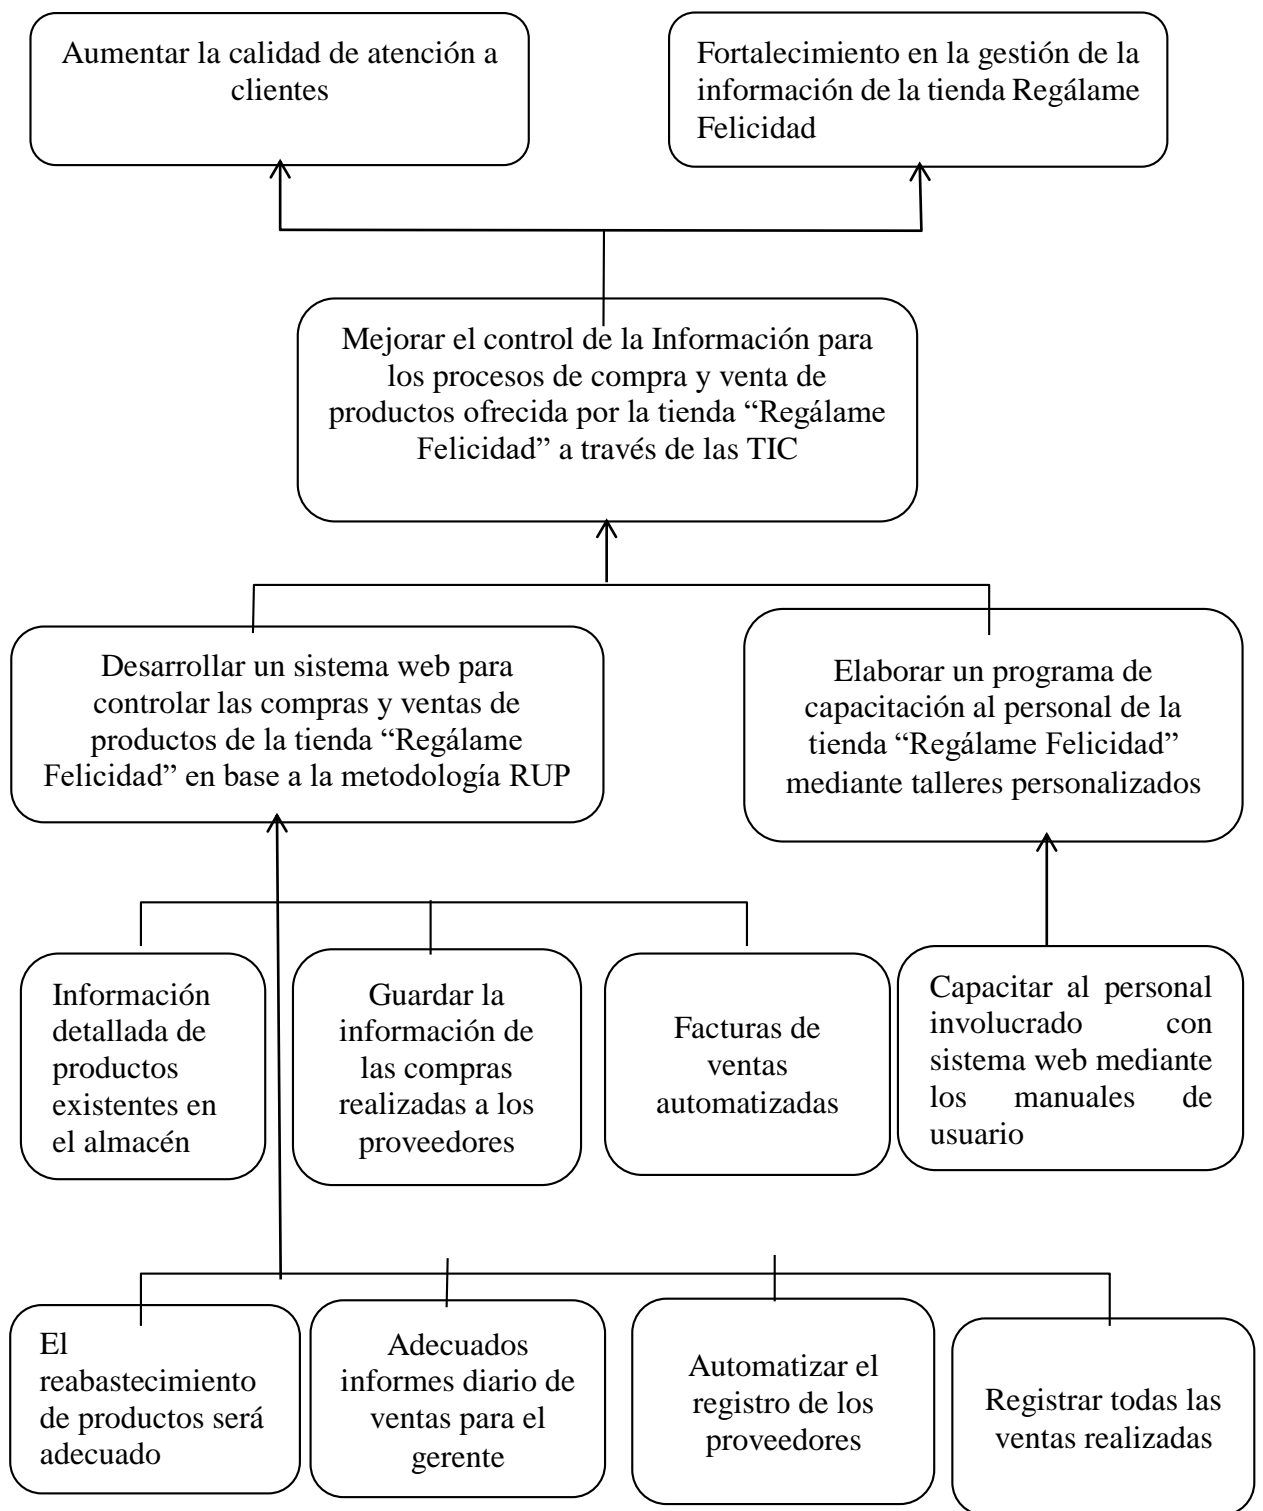 Aumentar la calidad de atención a
clientes
Fortalecimiento en la gestión de la
información de la tienda Regálame
Felicidad
Mejorar el control de la Información para
los procesos de compra y venta de
productos ofrecida por la tienda “Regálame
Felicidad” a través de las TIC
Desarrollar un sistema web para
controlar las compras y ventas de
productos de la tienda “Regálame
Felicidad” en base a la metodología RUP
Elaborar un programa de
capacitación al personal de la
tienda “Regálame Felicidad”
mediante talleres personalizados
Información
detallada de
productos
existentes en
el almacén
Guardar la
información de
las compras
realizadas a los
proveedores
Facturas de
ventas
automatizadas
Capacitar al personal
involucrado con
sistema web mediante
los manuales de
usuario
El
reabastecimiento
de productos será
adecuado
Adecuados
informes diario de
ventas para el
gerente
Automatizar el
registro de los
proveedores
Registrar todas las
ventas realizadas